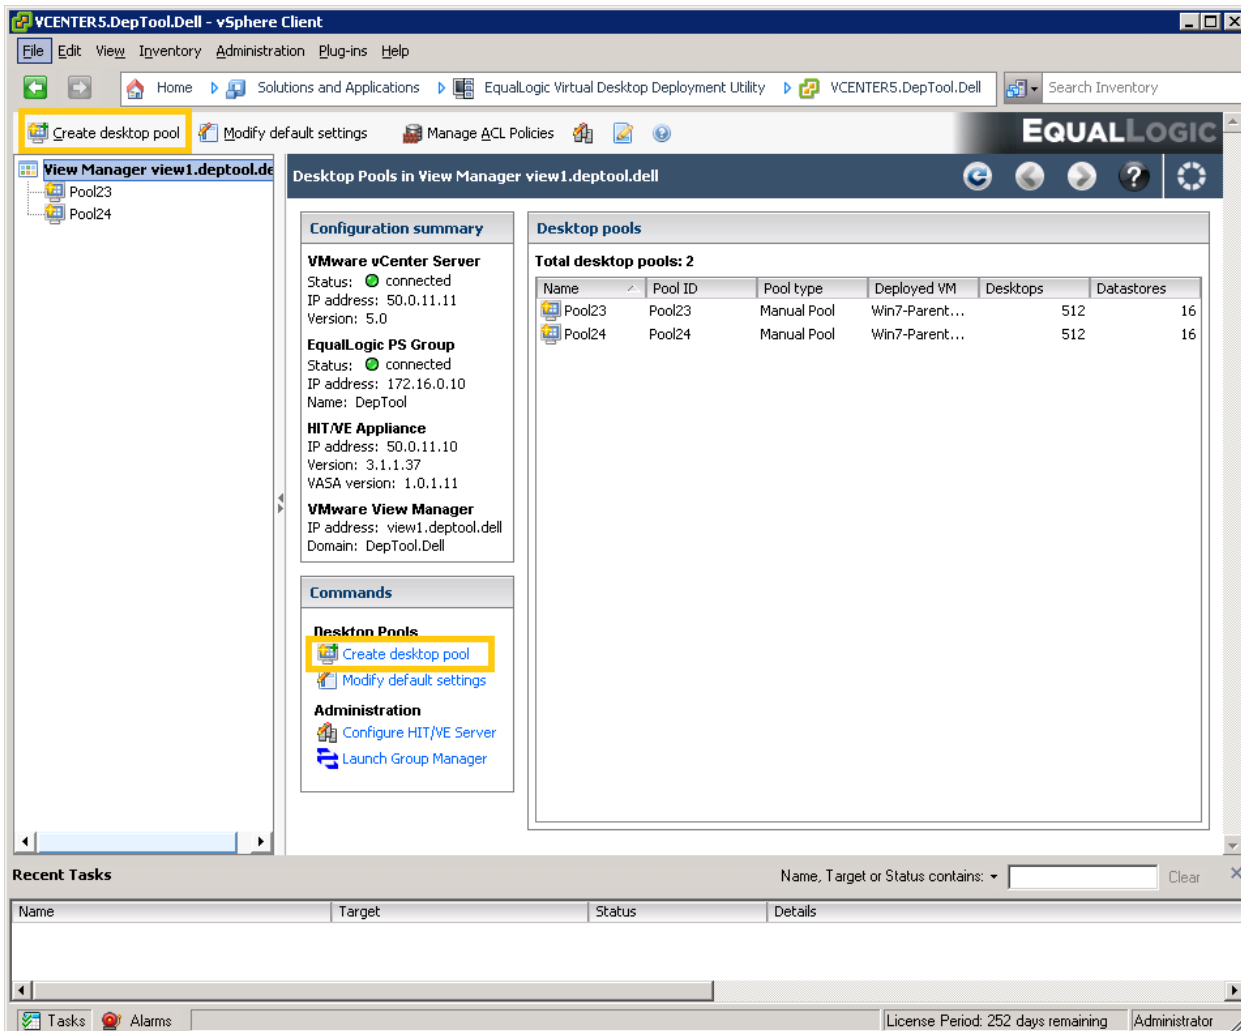 VCENTER5.DepTool.Dell - vSphere Client
File Edit View Inventory Administration Plug-ins Help
Home Solutions and Applications EqualLogic Virtual Desktop Deployment Utility VCENTER5.DepTool.Dell Search Inventory
Create desktop pool Modify default settings Manage ACL Policies EQUALLOGIC
View Manager view1.deptool.de
Pool23
Pool24
Desktop Pools in View Manager view1.deptool.dell
Configuration summary
VMware vCenter Server
Status: connected
IP address: 50.0.11.11
Version: 5.0
EqualLogic PS Group
Status: connected
IP address: 172.16.0.10
Name: DepTool
HIT/VE Appliance
IP address: 50.0.11.10
Version: 3.1.1.37
VASA version: 1.0.1.11
VMware View Manager
IP address: view1.deptool.dell
Domain: DepTool.Dell
Commands
Desktop Pools
Create desktop pool
Modify default settings
Administration
Configure HIT/VE Server
Launch Group Manager
Desktop pools
Total desktop pools: 2
Name Pool ID Pool type Deployed VM Desktops Datastores
Pool23 Pool23 Manual Pool Win7-Parent... 512 16
Pool24 Pool24 Manual Pool Win7-Parent... 512 16
Recent Tasks Name, Target or Status contains: Clear
Name Target Status Details
Tasks Alarms License Period: 252 days remaining Administrator